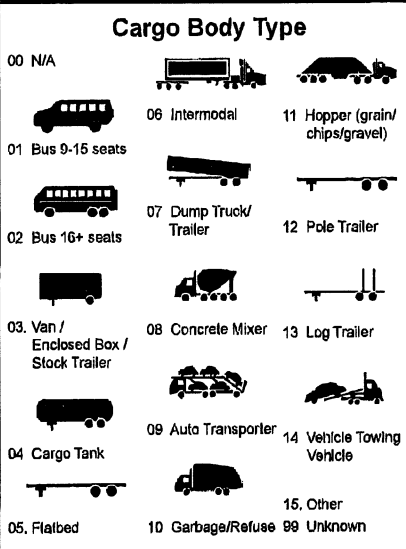 Cargo Body Type
00 N/A
01 Bus 9-15 seats
02 Bus 16+ seats
03. Van /
Enclosed Box /
Stock Trailer
04 Cargo Tank
05. Flatbed
06 Intermodal
07 Dump Truck/
Trailer
08 Concrete Mixer
09 Auto Transporter
10 Garbage/Refuse
11 Hopper (grain/
chips/gravel)
12 Pole Trailer
13 Log Trailer
14 Vehicle Towing
Vehicle
15. Other
99 Unknown